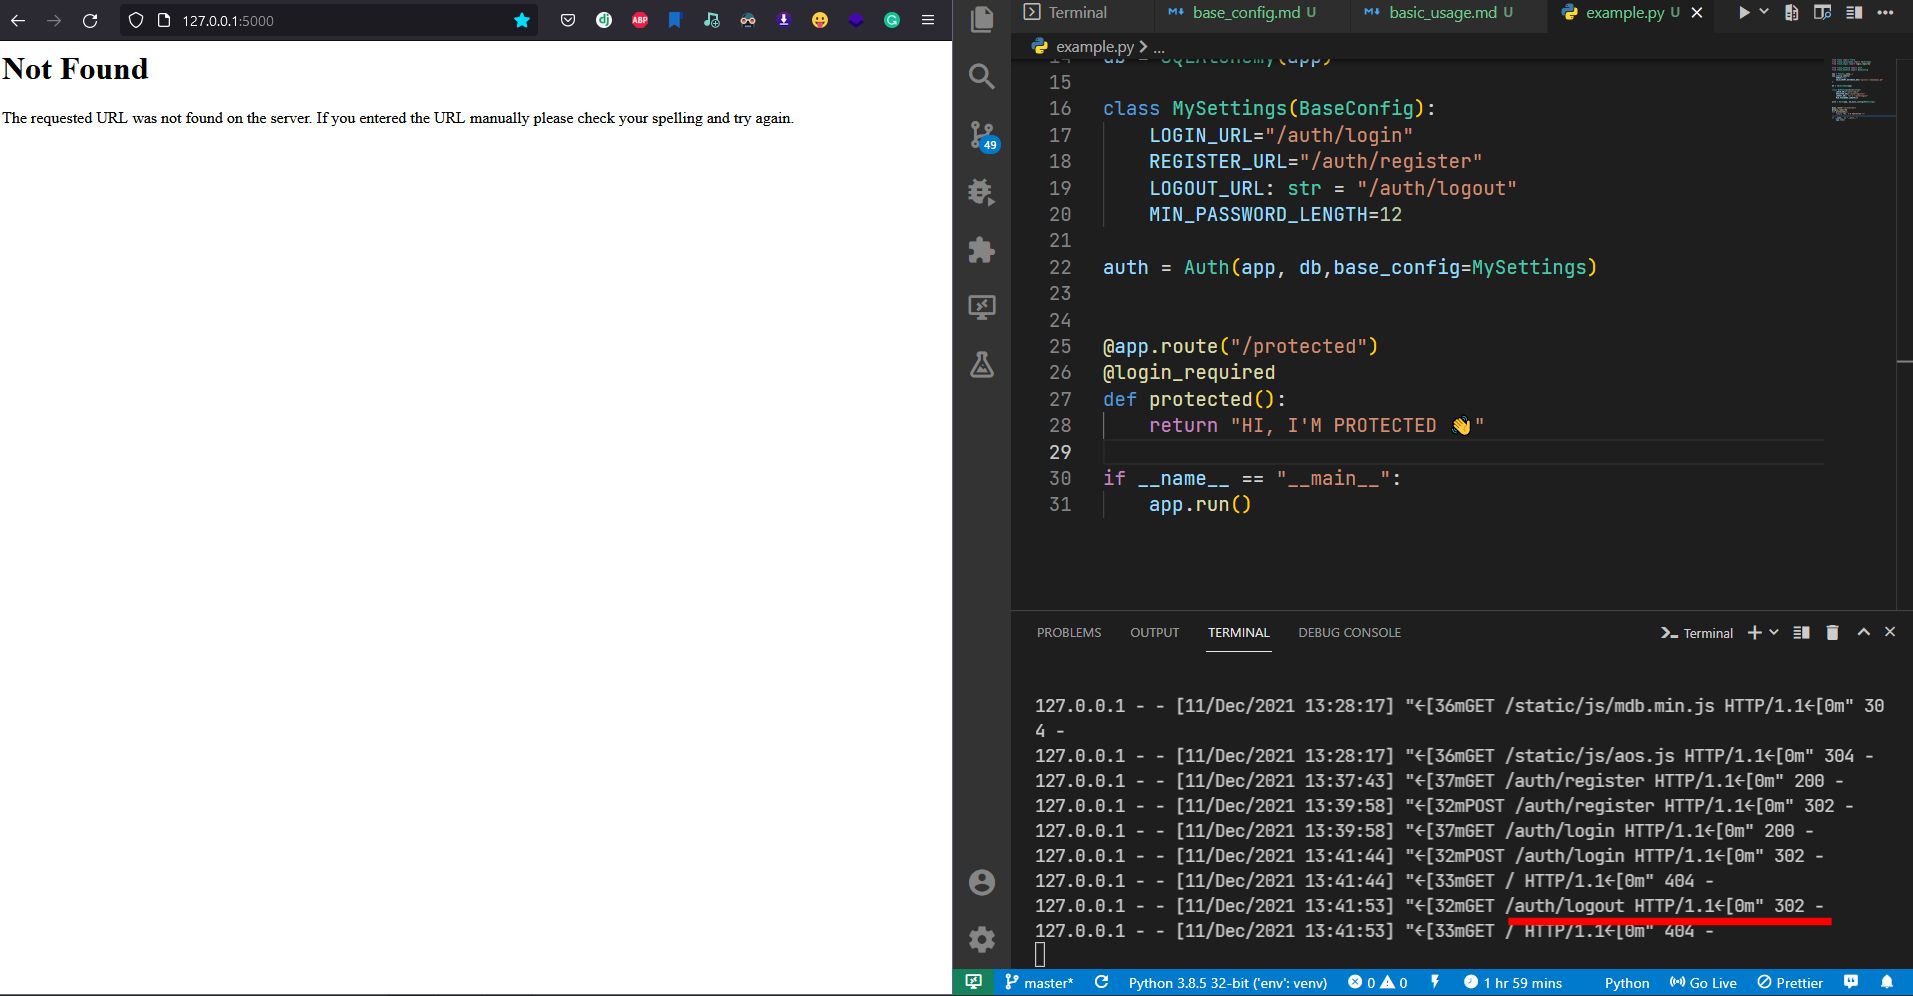 127.0.0.1:5000
Not Found
The requested URL was not found on the server. If you entered the URL manually please check your spelling and try again.
Terminal
base_config.md U
basic_usage.md U
example.py U
example.py > ...
49
14 db = SQLAlchemy(app)
15
16 class MySettings(BaseConfig):
17 LOGIN_URL="/auth/login"
18 REGISTER_URL="/auth/register"
19 LOGOUT_URL: str = "/auth/logout"
20 MIN_PASSWORD_LENGTH=12
21
22 auth = Auth(app, db,base_config=MySettings)
23
24
25 @app.route("/protected")
26 @login_required
27 def protected():
28 return "HI, I'M PROTECTED 👋"
29
30 if __name__ == "__main__":
31 app.run()
PROBLEMS OUTPUT TERMINAL DEBUG CONSOLE Terminal
127.0.0.1 - - [11/Dec/2021 13:28:17] "←[36mGET /static/js/mdb.min.js HTTP/1.1←[0m" 30
4 -
127.0.0.1 - - [11/Dec/2021 13:28:17] "←[36mGET /static/js/aos.js HTTP/1.1←[0m" 304 -
127.0.0.1 - - [11/Dec/2021 13:37:43] "←[37mGET /auth/register HTTP/1.1←[0m" 200 -
127.0.0.1 - - [11/Dec/2021 13:39:58] "←[32mPOST /auth/register HTTP/1.1←[0m" 302 -
127.0.0.1 - - [11/Dec/2021 13:39:58] "←[37mGET /auth/login HTTP/1.1←[0m" 200 -
127.0.0.1 - - [11/Dec/2021 13:41:44] "←[32mPOST /auth/login HTTP/1.1←[0m" 302 -
127.0.0.1 - - [11/Dec/2021 13:41:44] "←[33mGET / HTTP/1.1←[0m" 404 -
127.0.0.1 - - [11/Dec/2021 13:41:53] "←[32mGET /auth/logout HTTP/1.1←[0m" 302 -
127.0.0.1 - - [11/Dec/2021 13:41:53] "←[33mGET / HTTP/1.1←[0m" 404 -
master* Python 3.8.5 32-bit ('env': venv) 0 0 1 hr 59 mins Python Go Live Prettier